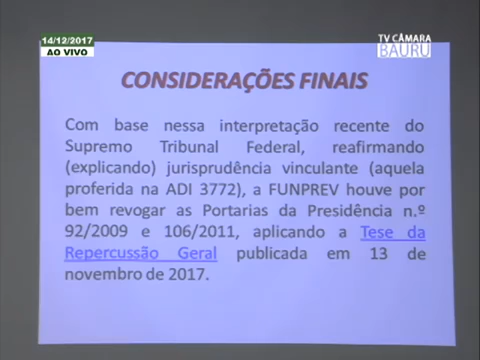 14/12/2017
AO VIVO
TV CÂMARA
BAURU
CONSIDERAÇÕES FINAIS
Com base nessa interpretação recente do
Supremo Tribunal Federal, reafirmando
(explicando) jurisprudência vinculante (aquela
proferida na ADI 3772), a FUNPREV houve por
bem revogar as Portarias da Presidência n.º
92/2009 e 106/2011, aplicando a Tese da
Repercussão Geral publicada em 13 de
novembro de 2017.